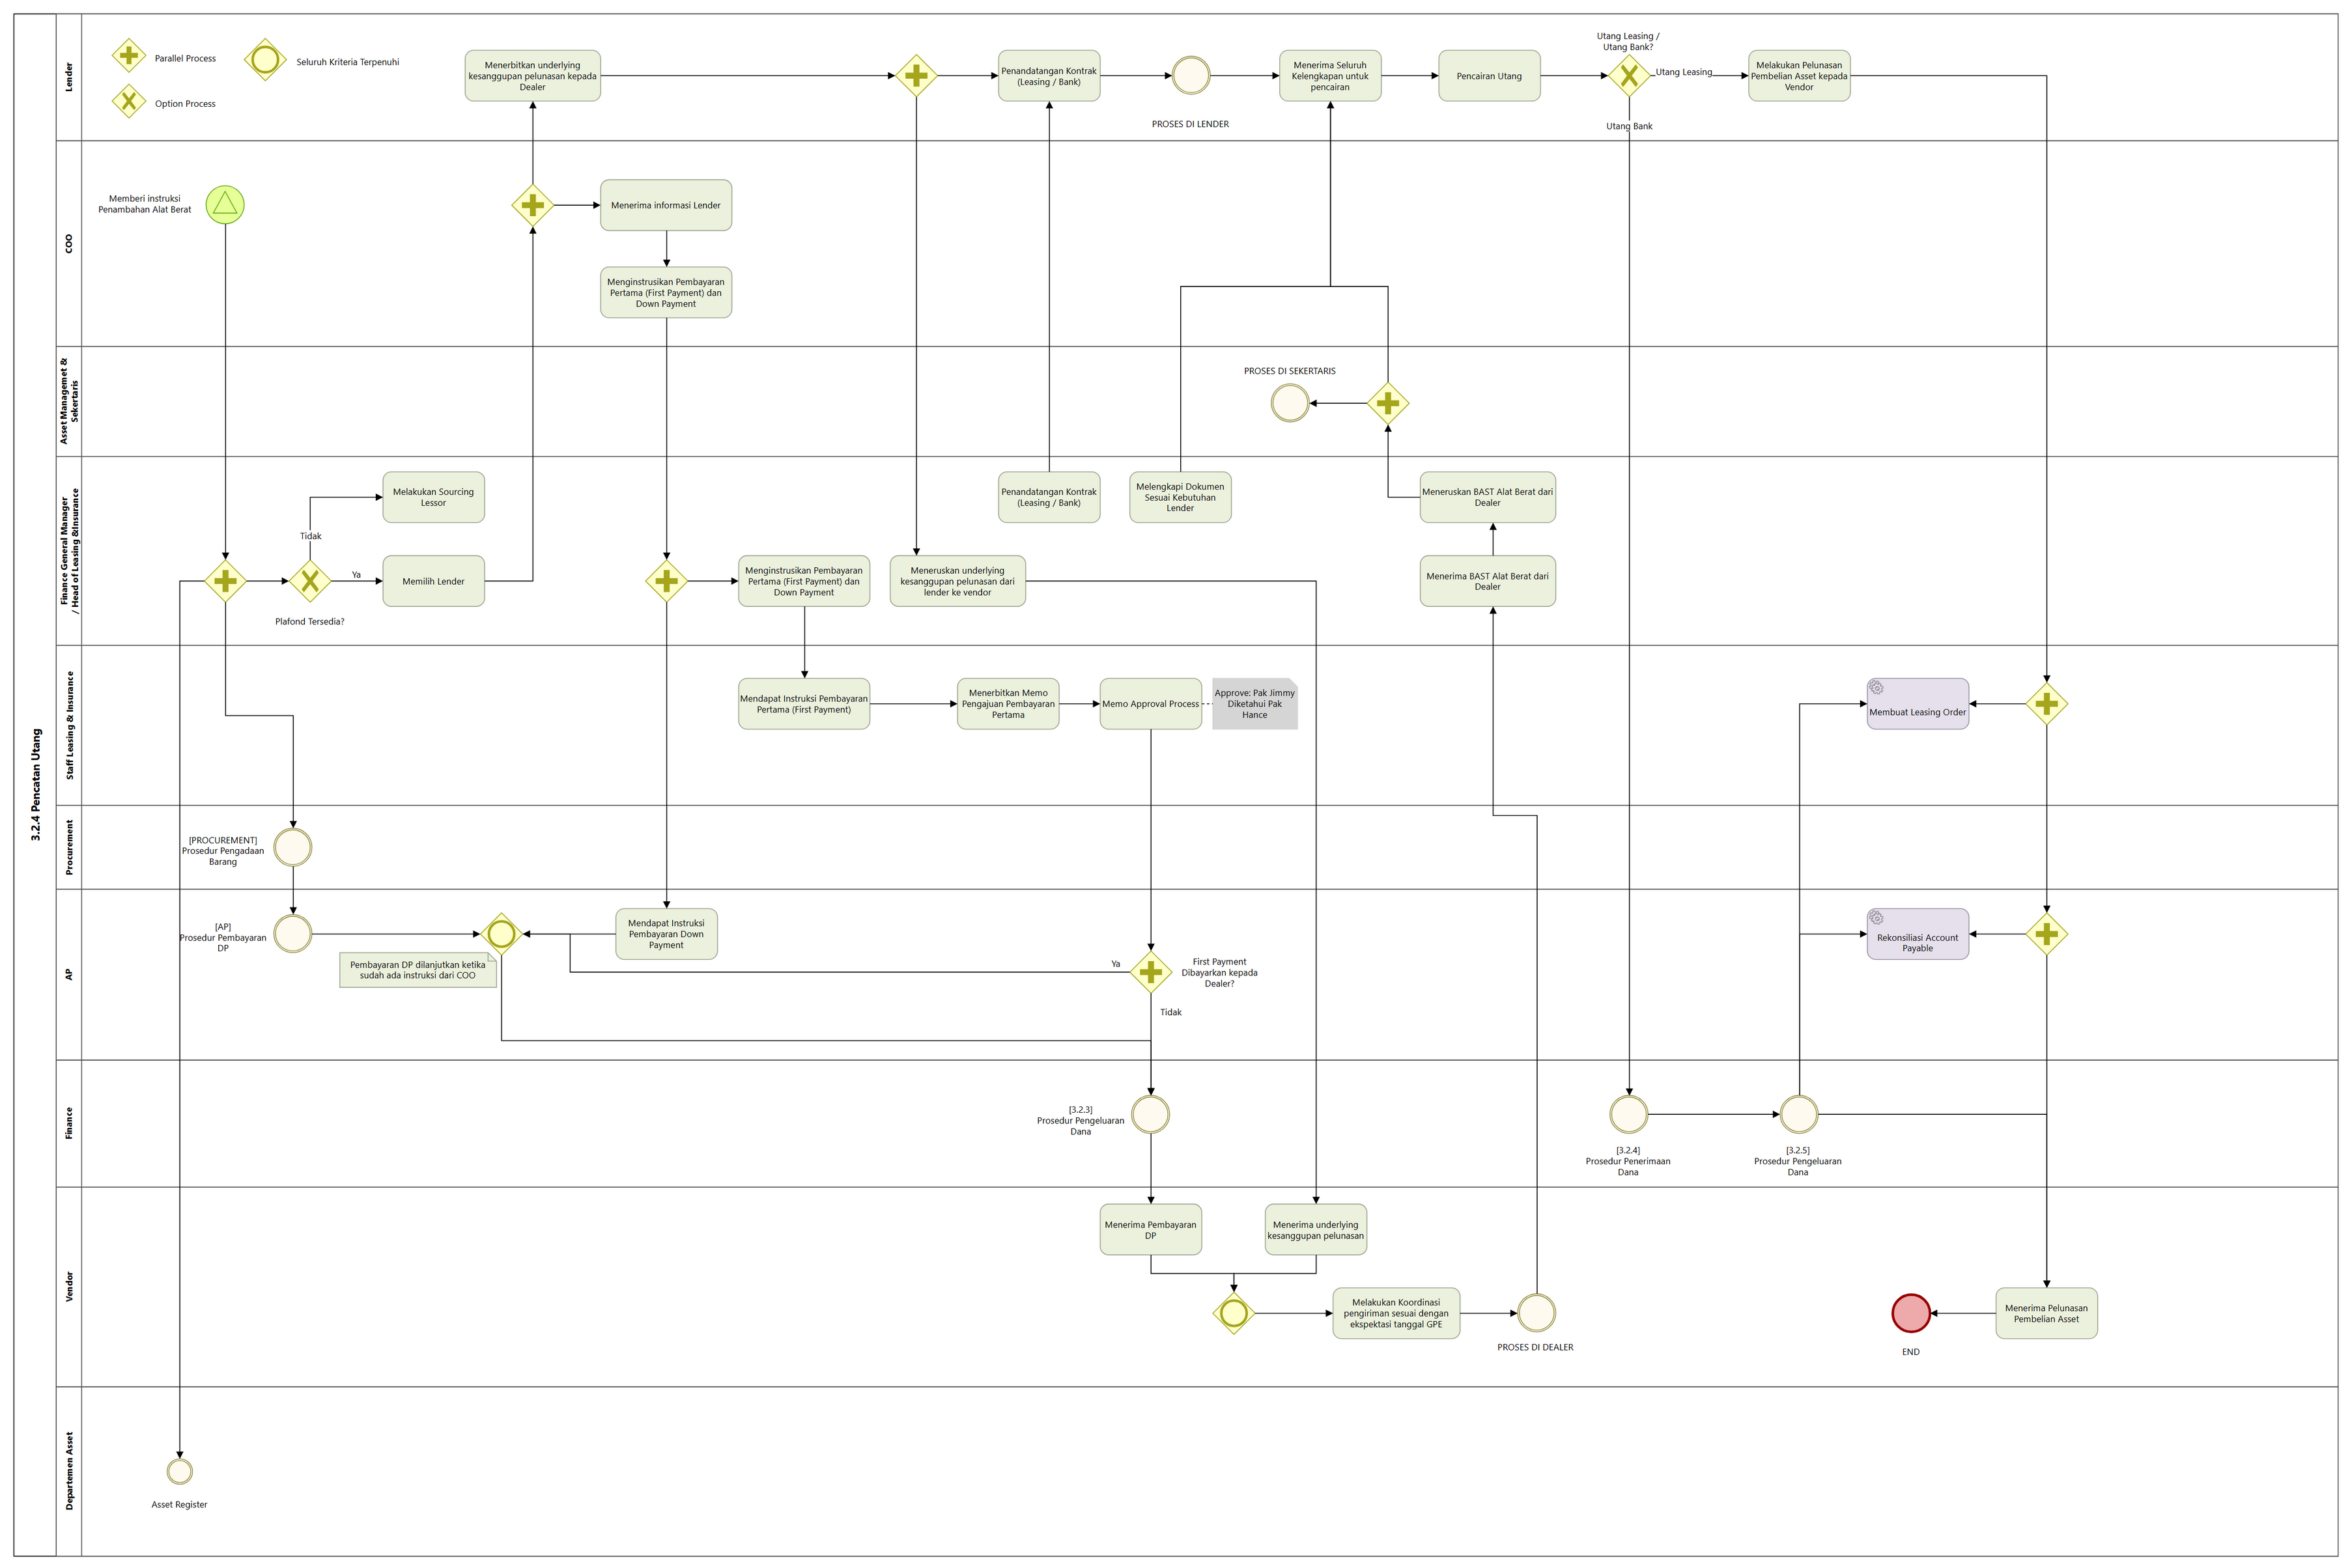 3.2.4 Pencatan Utang
Lender
Parallel Process
Seluruh Kriteria Terpenuhi
Option Process
Menerbitkan underlying
kesanggupan pelunasan kepada
Dealer
Penandatangan Kontrak
(Leasing / Bank)
PROSES DI LENDER
Menerima Seluruh
Kelengkapan untuk
pencairan
Pencairan Utang
Utang Leasing /
Utang Bank?
Utang Leasing
Utang Bank
Melakukan Pelunasan
Pembelian Asset kepada
Vendor
COO
Memberi instruksi
Penambahan Alat Berat
Menerima informasi Lender
Menginstrusikan Pembayaran
Pertama (First Payment) dan
Down Payment
Asset Managemet &
Sekertaris
PROSES DI SEKERTARIS
Finance General Manager
/ Head of Leasing &Insurance
Melakukan Sourcing
Lessor
Tidak
Ya
Memilih Lender
Plafond Tersedia?
Menginstrusikan Pembayaran
Pertama (First Payment) dan
Down Payment
Meneruskan underlying
kesanggupan pelunasan dari
lender ke vendor
Penandatangan Kontrak
(Leasing / Bank)
Melengkapi Dokumen
Sesuai Kebutuhan
Lender
Meneruskan BAST Alat Berat dari
Dealer
Menerima BAST Alat Berat dari
Dealer
Staff Leasing & Insurance
Mendapat Instruksi Pembayaran
Pertama (First Payment)
Menerbitkan Memo
Pengajuan Pembayaran
Pertama
Memo Approval Process
Approve: Pak Jimmy
Diketahui Pak
Hance
Membuat Leasing Order
Procurement
[PROCUREMENT]
Prosedur Pengadaan
Barang
AP
[AP]
Prosedur Pembayaran
DP
Pembayaran DP dilanjutkan ketika
sudah ada instruksi dari COO
Mendapat Instruksi
Pembayaran Down
Payment
Ya
First Payment
Dibayarkan kepada
Dealer?
Tidak
Rekonsiliasi Account
Payable
Finance
[3.2.3]
Prosedur Pengeluaran
Dana
[3.2.4]
Prosedur Penerimaan
Dana
[3.2.5]
Prosedur Pengeluaran
Dana
Vendor
Menerima Pembayaran
DP
Menerima underlying
kesanggupan pelunasan
Melakukan Koordinasi
pengiriman sesuai dengan
ekspektasi tanggal GPE
PROSES DI DEALER
END
Menerima Pelunasan
Pembelian Asset
Departemen Asset
Asset Register